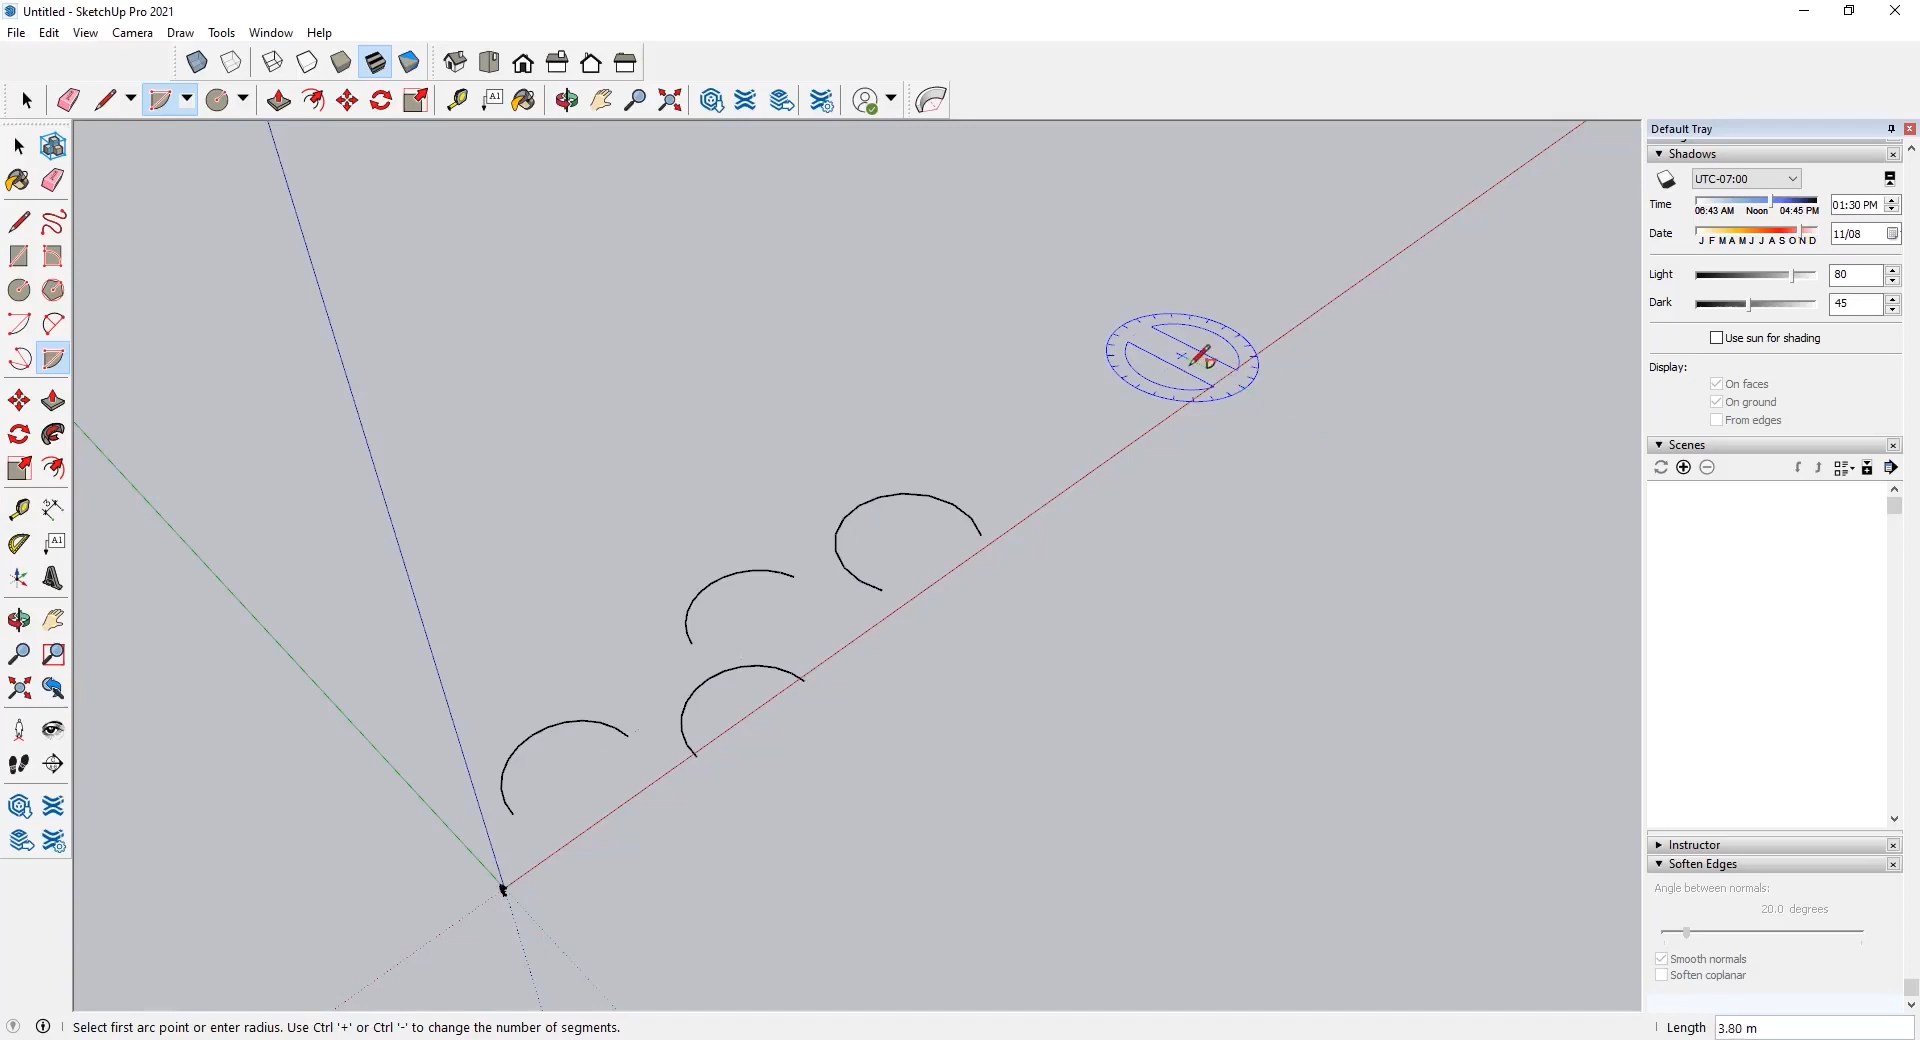 Untitled - SketchUp Pro 2021
File Edit View Camera Draw Tools Window Help
A1
Default Tray
Shadows
UTC-07:00
Time
06:43 AM Noon 04:45 PM
01:30 PM
Date
J F M A M J J A S O N D
11/08
Light
80
Dark
45
Use sun for shading
Display:
On faces
On ground
From edges
Scenes
A1
Instructor
Soften Edges
Angle between normals:
20.0 degrees
Smooth normals
Soften coplanar
Select first arc point or enter radius. Use Ctrl '+' or Ctrl '-' to change the number of segments.
Length 3.80 m